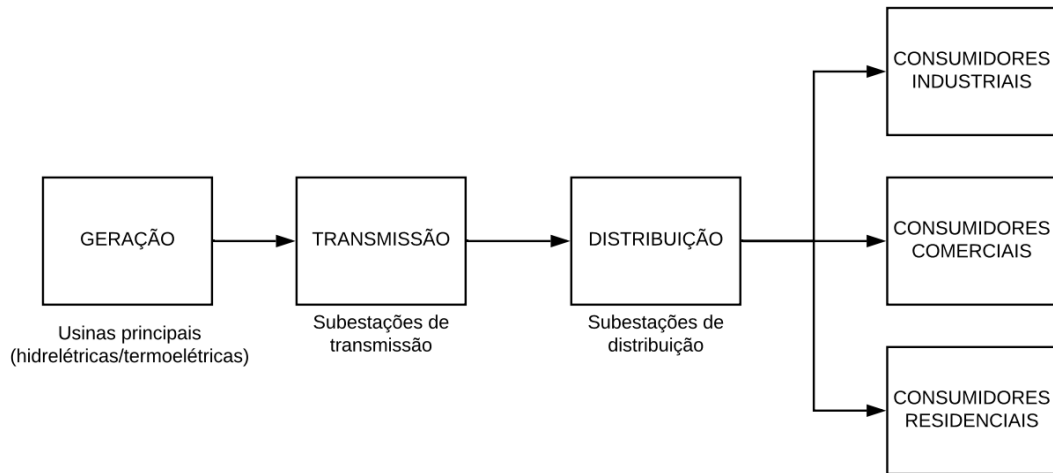 CONSUMIDORES
INDUSTRIAIS
GERAÇÃO
TRANSMISSÃO
DISTRIBUIÇÃO
CONSUMIDORES
COMERCIAIS
Usinas principais
(hidrelétricas/termoelétricas)
Subestações de
transmissão
Subestações de
distribuição
CONSUMIDORES
RESIDENCIAIS